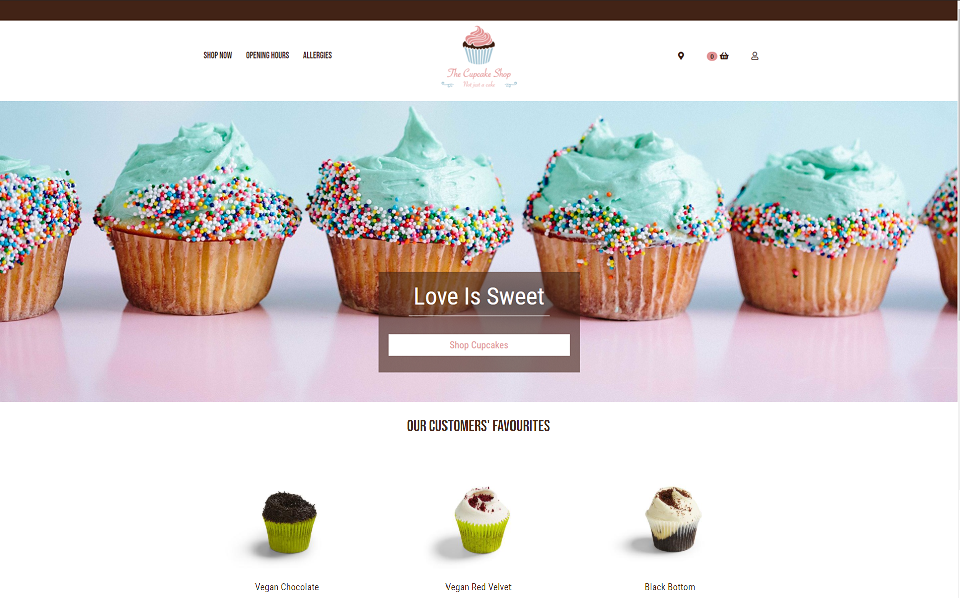 SHOP NOW
OPENING HOURS
ALLERGIES
The Cupcake Shop
Not just a cake
0
Love Is Sweet
Shop Cupcakes
OUR CUSTOMERS' FAVOURITES
Vegan Chocolate
Vegan Red Velvet
Black Bottom